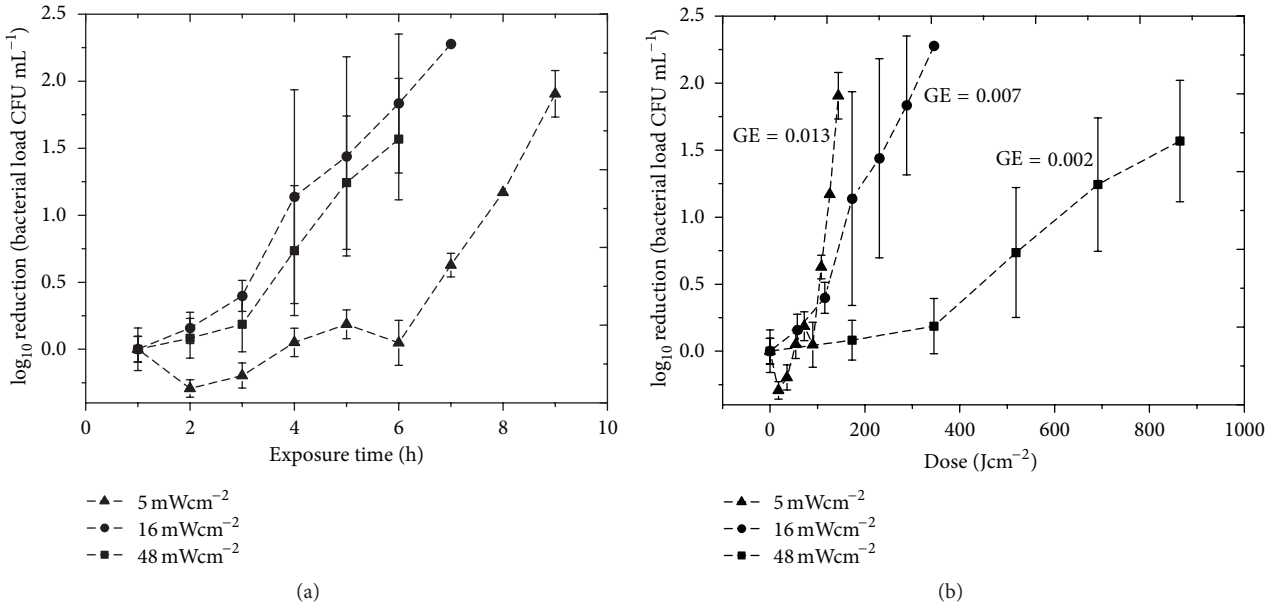 2.5
2.0
1.5
1.0
0.5
0.0
log₁₀ reduction (bacterial load CFU mL⁻¹)
0 2 4 6 8 10
Exposure time (h)
5 mWcm⁻²
16 mWcm⁻²
48 mWcm⁻²
(a)
2.5
2.0
1.5
1.0
0.5
0.0
log₁₀ reduction (bacterial load CFU mL⁻¹)
GE = 0.007
GE = 0.013
GE = 0.002
0 200 400 600 800 1000
Dose (Jcm⁻²)
5 mWcm⁻²
16 mWcm⁻²
48 mWcm⁻²
(b)